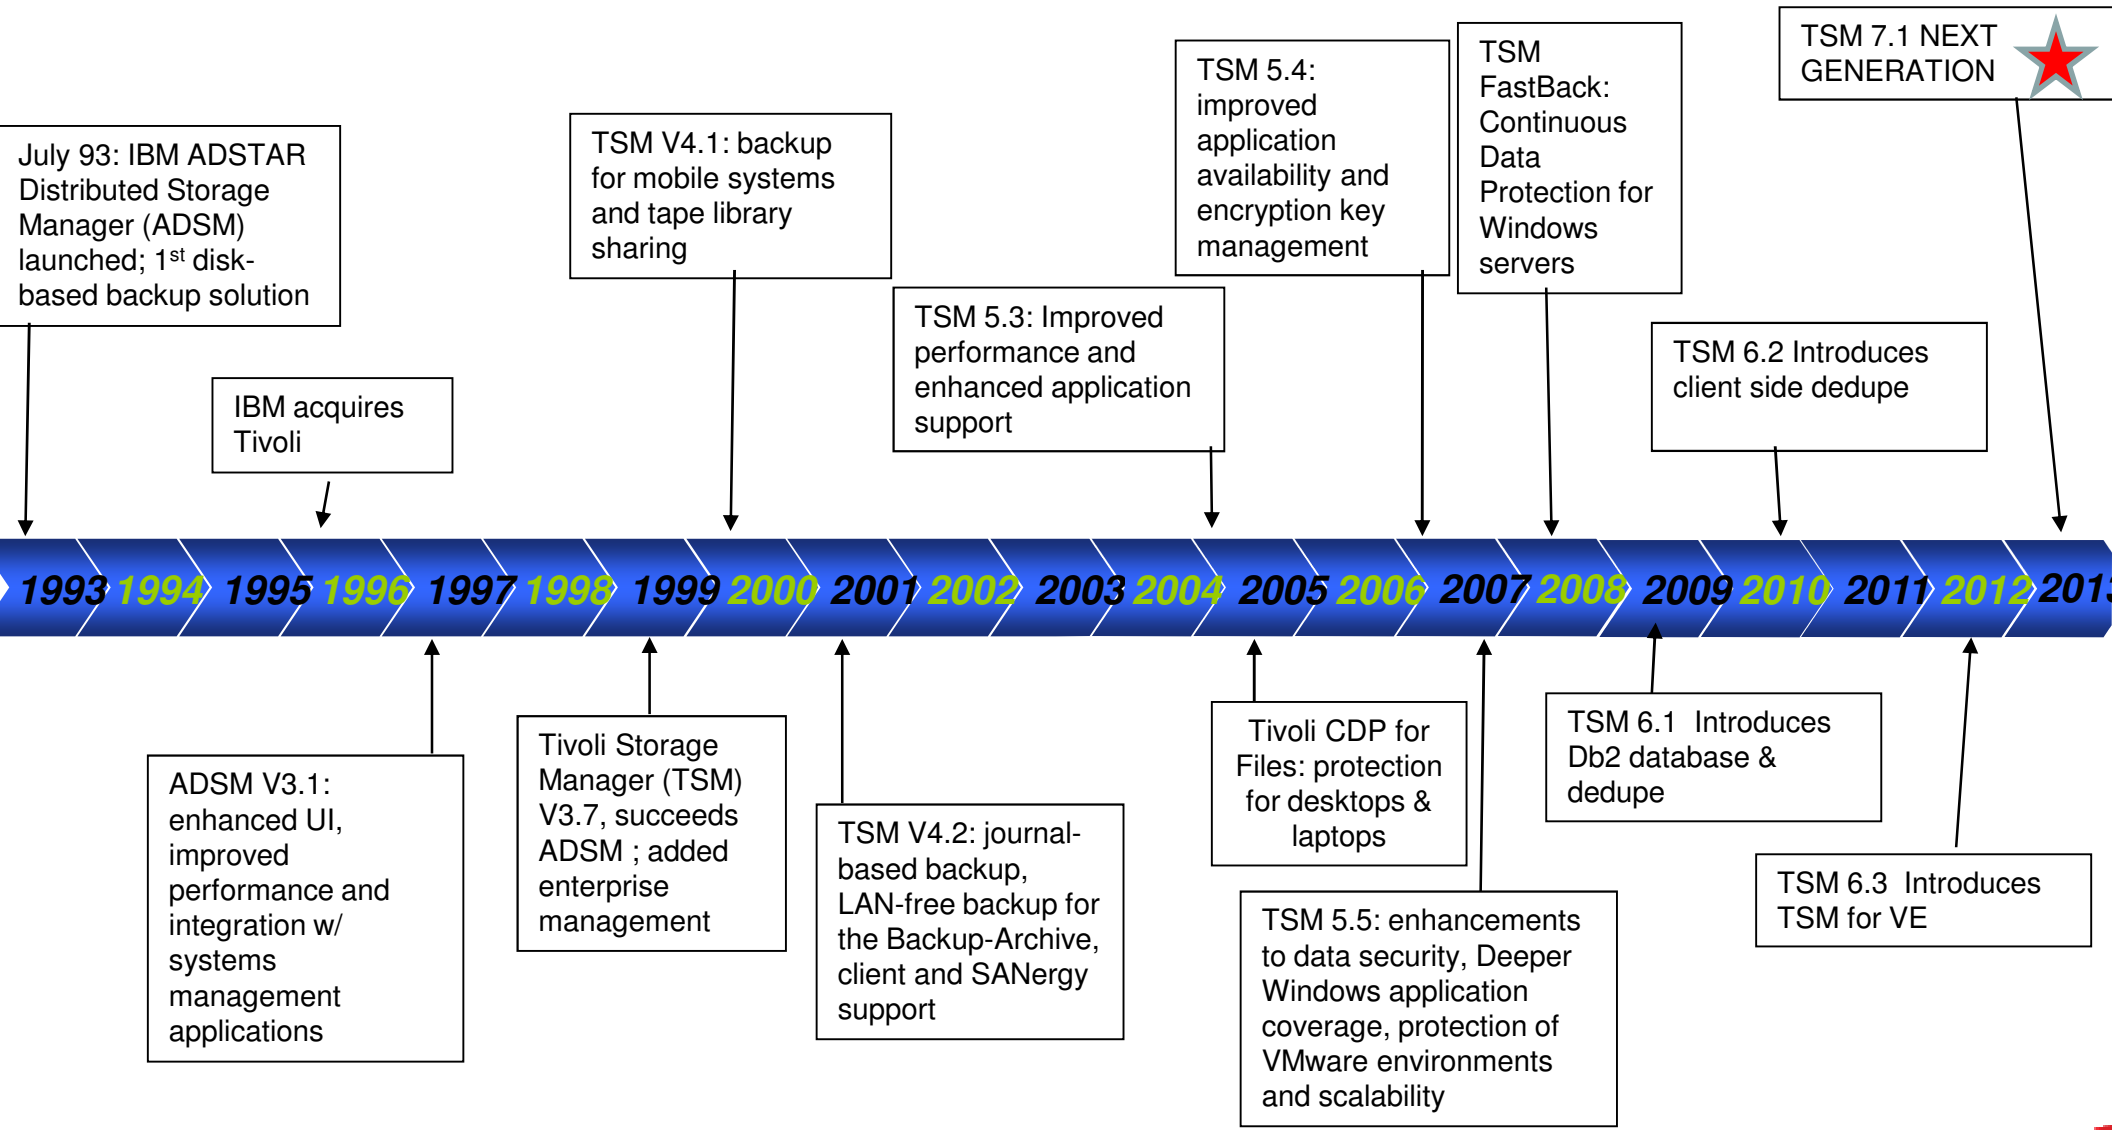 July 93: IBM ADSTAR
Distributed Storage
Manager (ADSM)
launched; 1st disk-
based backup solution
IBM acquires
Tivoli
TSM V4.1: backup
for mobile systems
and tape library
sharing
TSM 5.3: Improved
performance and
enhanced application
support
TSM 5.4:
improved
application
availability and
encryption key
management
TSM
FastBack:
Continuous
Data
Protection for
Windows
servers
TSM 6.2 Introduces
client side dedupe
TSM 7.1 NEXT
GENERATION
1993 1994 1995 1996 1997 1998 1999 2000 2001 2002 2003 2004 2005 2006 2007 2008 2009 2010 2011 2012 2013
ADSM V3.1:
enhanced UI,
improved
performance and
integration w/
systems
management
applications
Tivoli Storage
Manager (TSM)
V3.7, succeeds
ADSM ; added
enterprise
management
TSM V4.2: journal-
based backup,
LAN-free backup for
the Backup-Archive,
client and SANergy
support
Tivoli CDP for
Files: protection
for desktops &
laptops
TSM 5.5: enhancements
to data security, Deeper
Windows application
coverage, protection of
VMware environments
and scalability
TSM 6.1 Introduces
Db2 database &
dedupe
TSM 6.3 Introduces
TSM for VE